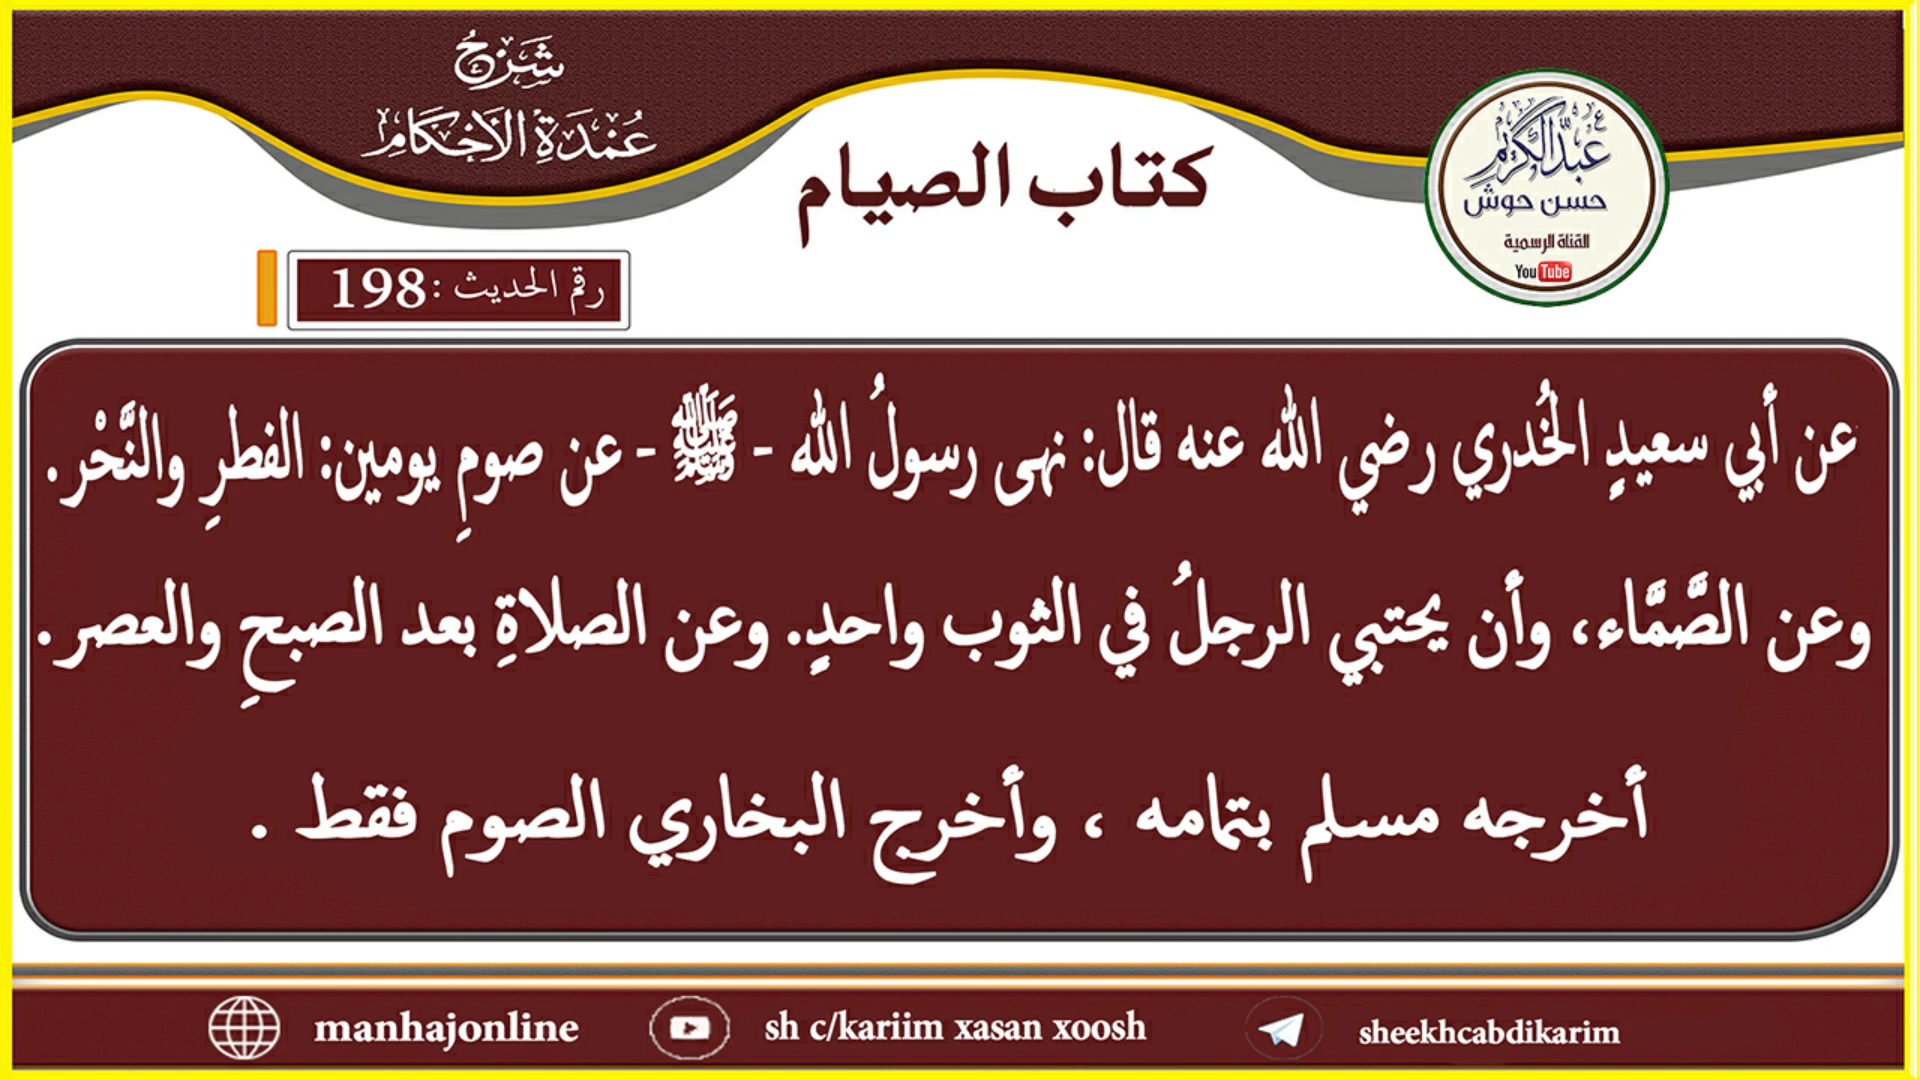 شرح
عمدة الأحكام
كتاب الصيام
عبد الكريم
حسن حوش
القناة الرسمية
YouTube
رقم الحديث : 198
عن أبي سعيدٍ الخُدري رضي الله عنه قال: نهى رسولُ الله - ﷺ - عن صومِ يومين: الفطرِ والنَّحْر.
وعن الصَّمَّاء، وأن يحتبي الرجلُ في الثوب واحدٍ. وعن الصلاةِ بعد الصبحِ والعصر.
أخرجه مسلم بتمامه ، وأخرج البخاري الصوم فقط .
manhajonline
sh c/kariim xasan xoosh
sheekhcabdikarim